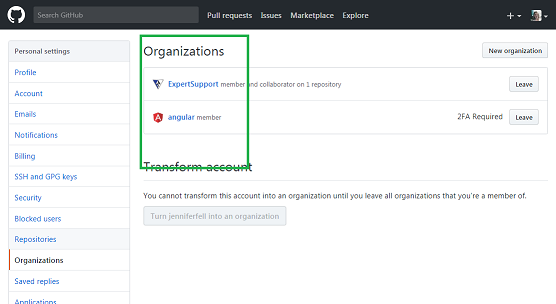 Search GitHub
Pull requests Issues Marketplace Explore
Personal settings
Profile
Account
Emails
Notifications
Billing
SSH and GPG keys
Security
Blocked users
Repositories
Organizations
Saved replies
Applications
Organizations
New organization
ExpertSupport member and collaborator on 1 repository
Leave
angular member
2FA Required
Leave
Transform account
You cannot transform this account into an organization until you leave all organizations that you're a member of.
Turn jenniferfell into an organization